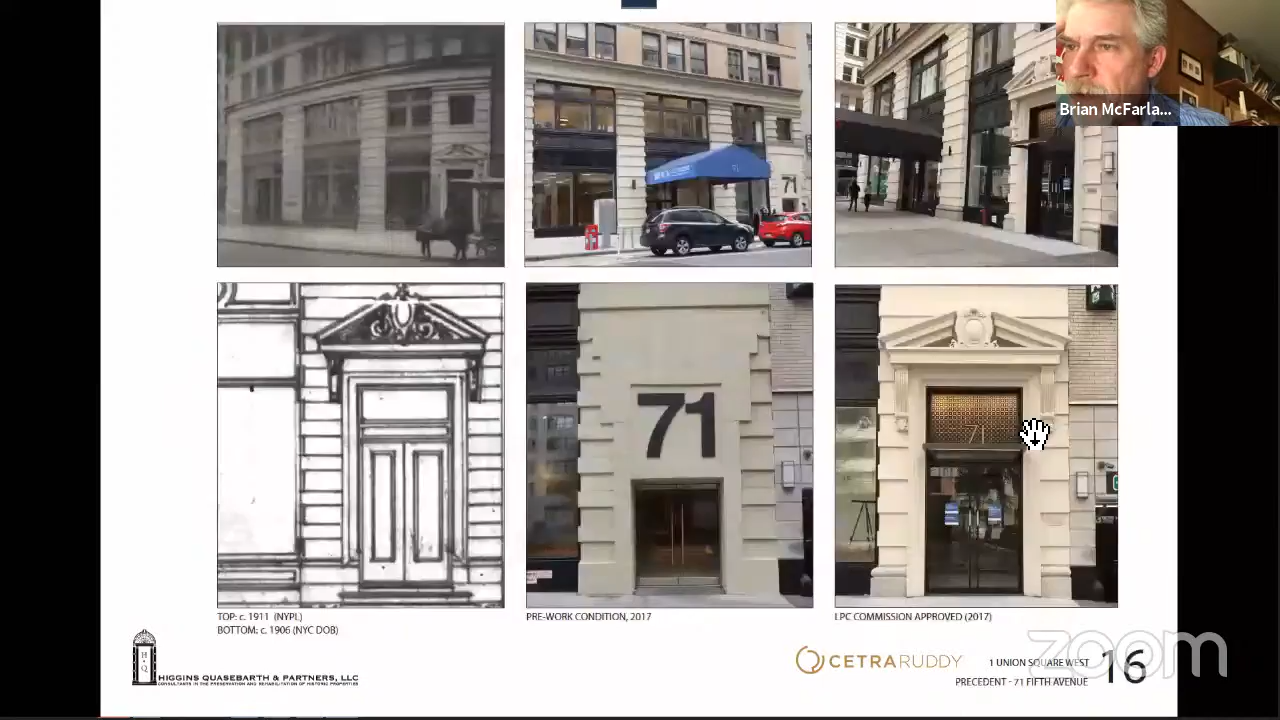 Brian McFarla...
71
71
71
TOP: c. 1911 (NYPL)
BOTTOM: c. 1906 (NYC DOB)
PRE-WORK CONDITION, 2017
LPC COMMISSION APPROVED (2017)
H
Q
HIGGINS QUASEBARTH & PARTNERS, LLC
CONSULTANTS IN THE PRESERVATION AND REHABILITATION OF HISTORIC PROPERTIES
CETRARUDDY
1 UNION SQUARE WEST
PRECEDENT - 71 FIFTH AVENUE
16
zoom